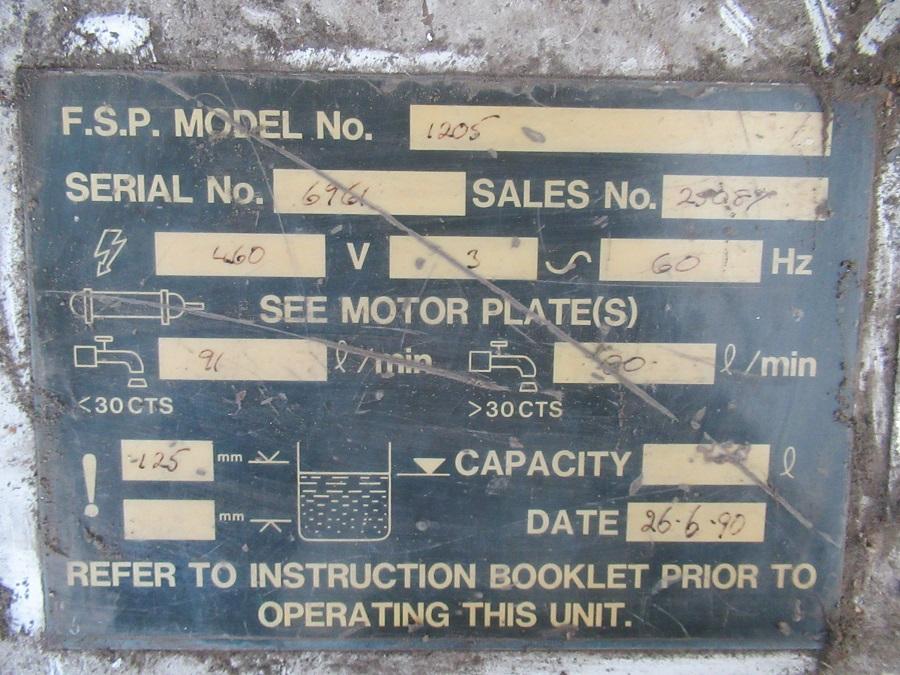 F.S.P. MODEL No. 1205
SERIAL No. 6961 SALES No.
460 V 3 60 Hz
SEE MOTOR PLATE(S)
91 ℓ/min ℓ/min
<30CTS >30CTS
! 125 mm CAPACITY ℓ
mm DATE 26-6-90
REFER TO INSTRUCTION BOOKLET PRIOR TO
OPERATING THIS UNIT.